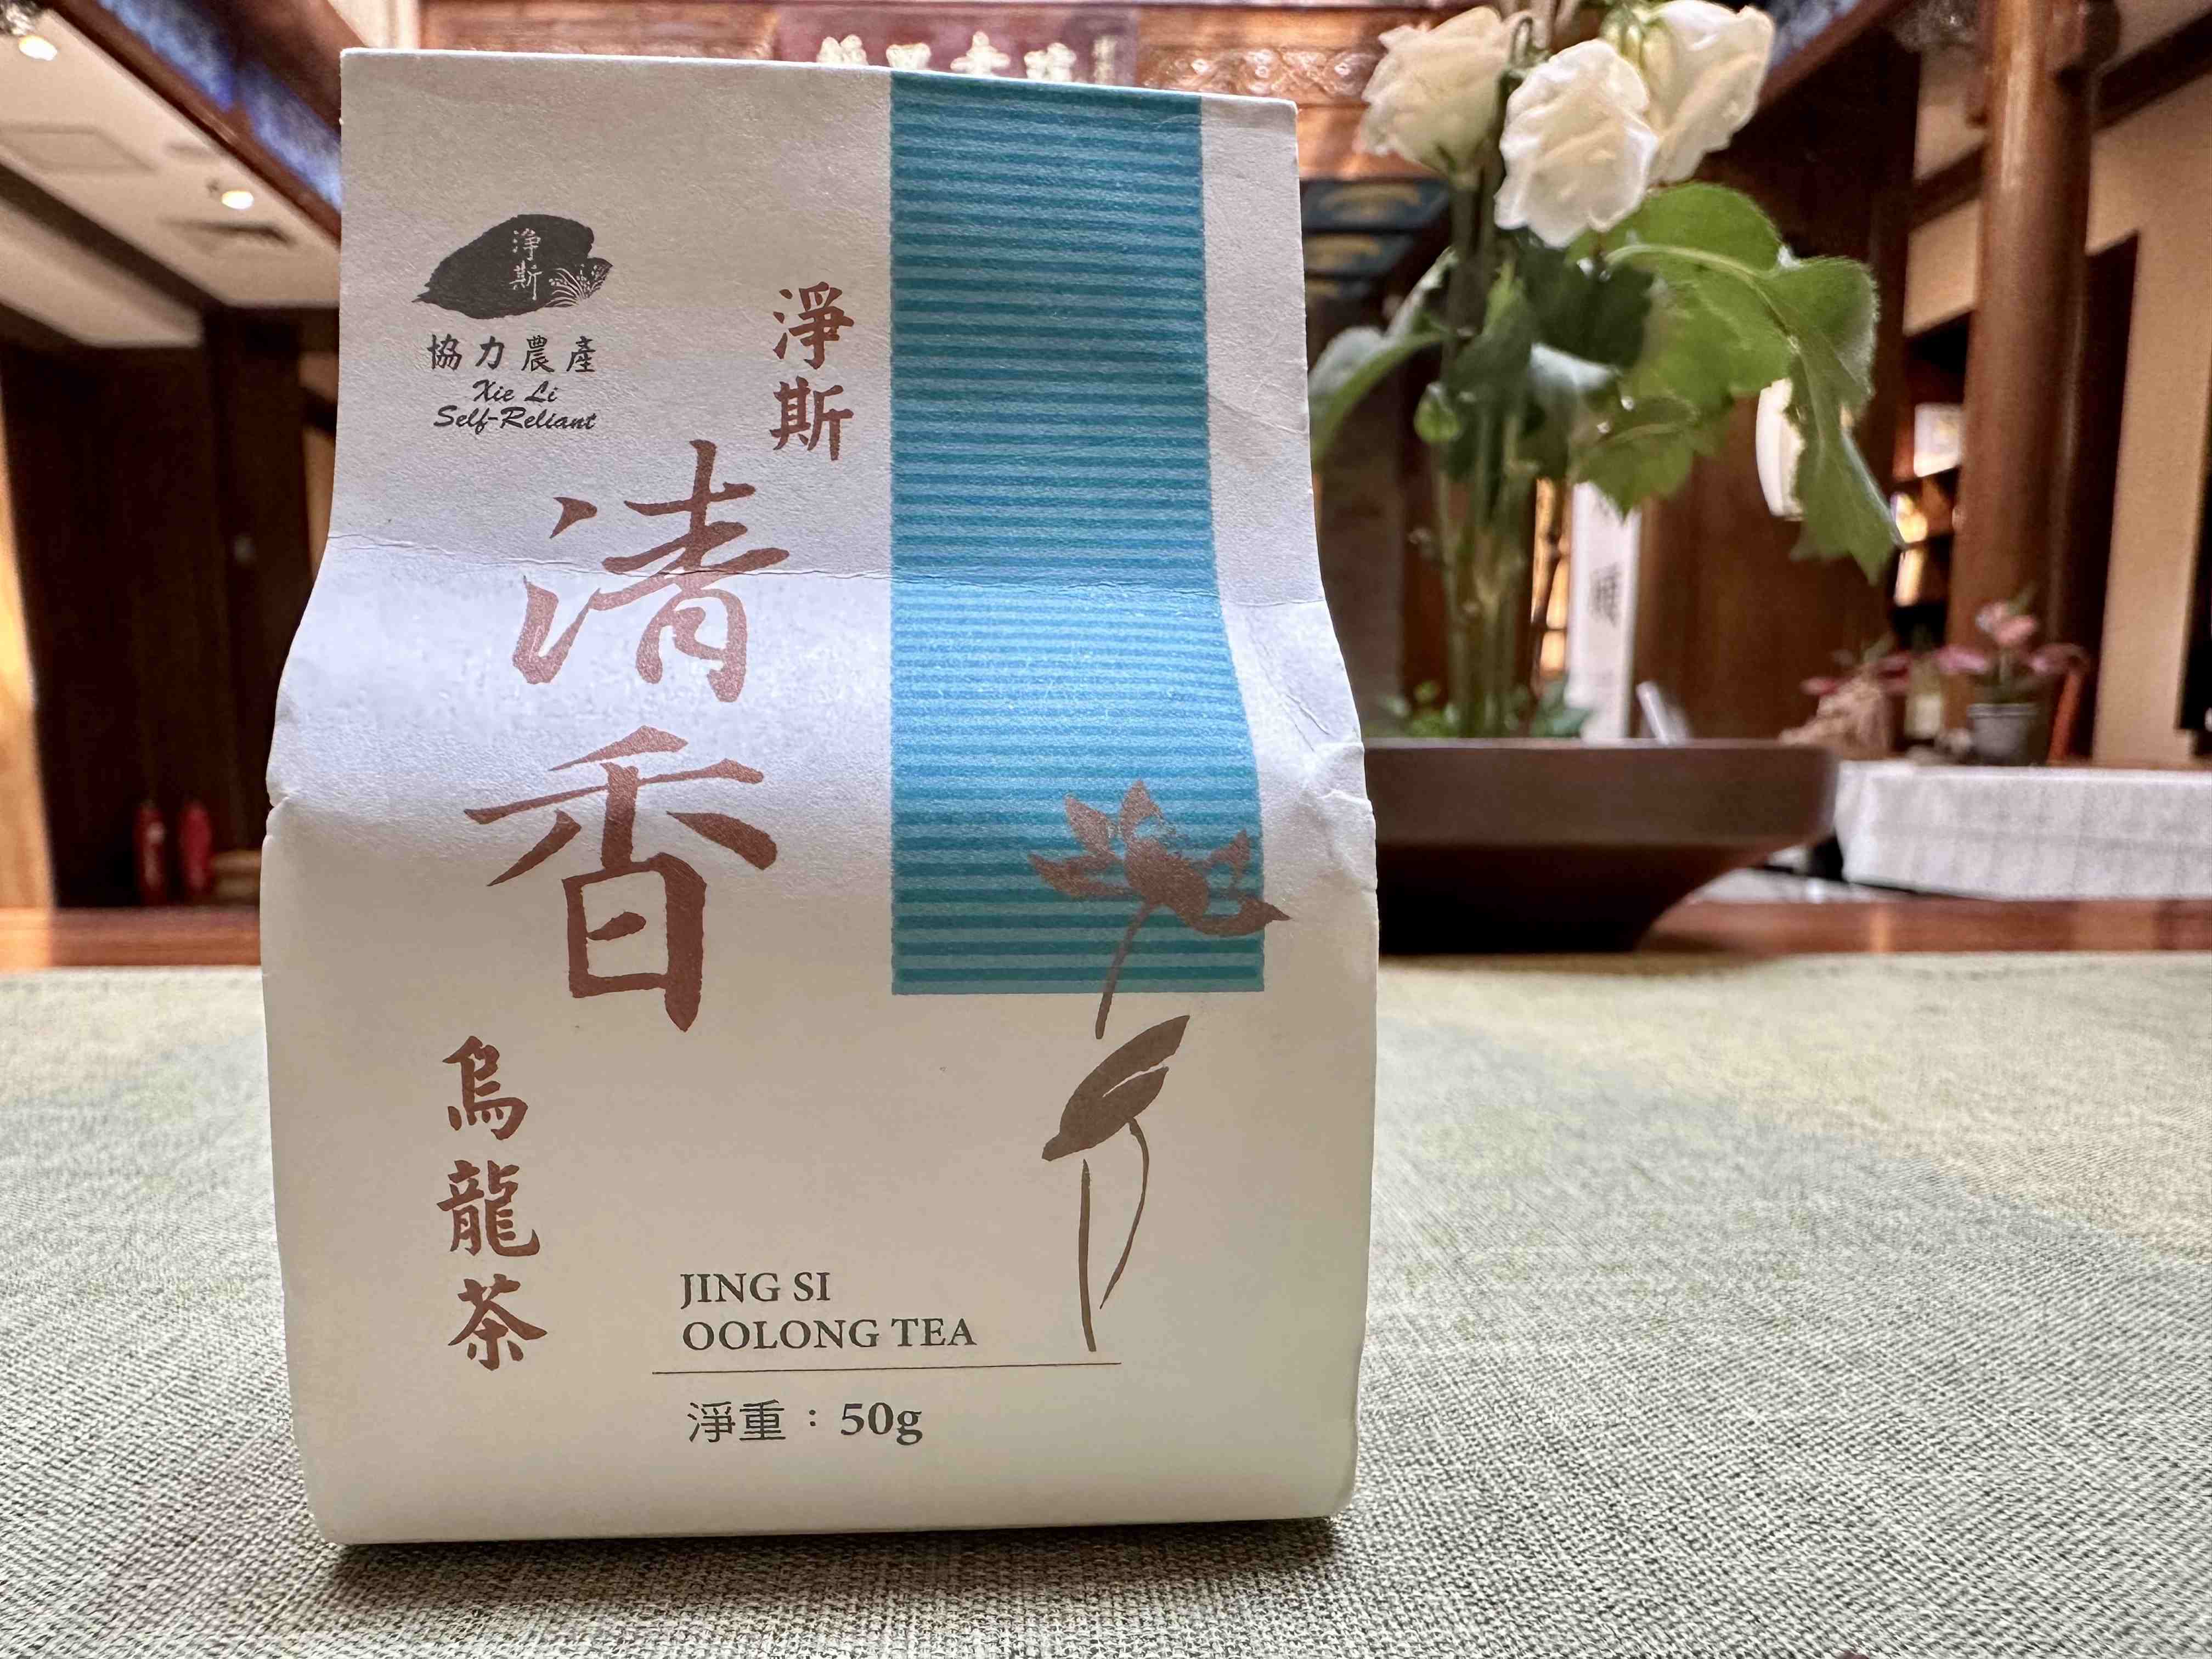 淨斯
協力農產
Xie Li
Self-Reliant
淨斯
清香
烏龍茶
JING SI
OOLONG TEA
淨重：50g